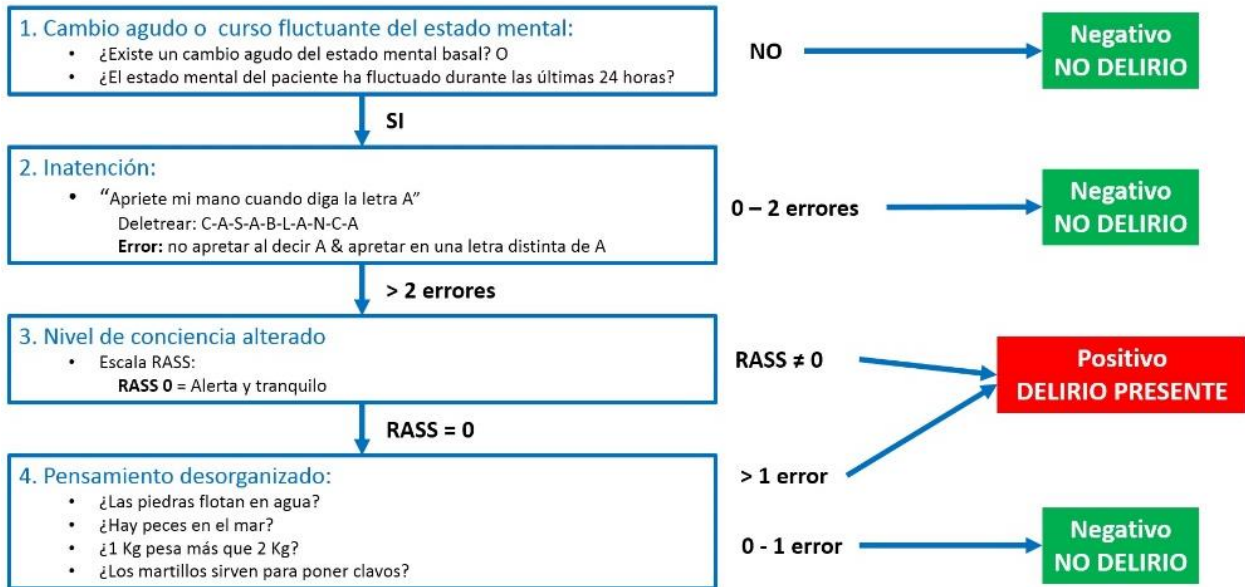 1. Cambio agudo o curso fluctuante del estado mental:
• ¿Existe un cambio agudo del estado mental basal? O
• ¿El estado mental del paciente ha fluctuado durante las últimas 24 horas?
NO
Negativo
NO DELIRIO
SI
2. Inatención:
• “Apriete mi mano cuando diga la letra A”
Deletrear: C-A-S-A-B-L-A-N-C-A
Error: no apretar al decir A & apretar en una letra distinta de A
0 – 2 errores
Negativo
NO DELIRIO
> 2 errores
3. Nivel de conciencia alterado
• Escala RASS:
RASS 0 = Alerta y tranquilo
RASS ≠ 0
Positivo
DELIRIO PRESENTE
RASS = 0
4. Pensamiento desorganizado:
• ¿Las piedras flotan en agua?
• ¿Hay peces en el mar?
• ¿1 Kg pesa más que 2 Kg?
• ¿Los martillos sirven para poner clavos?
> 1 error
0 - 1 error
Negativo
NO DELIRIO